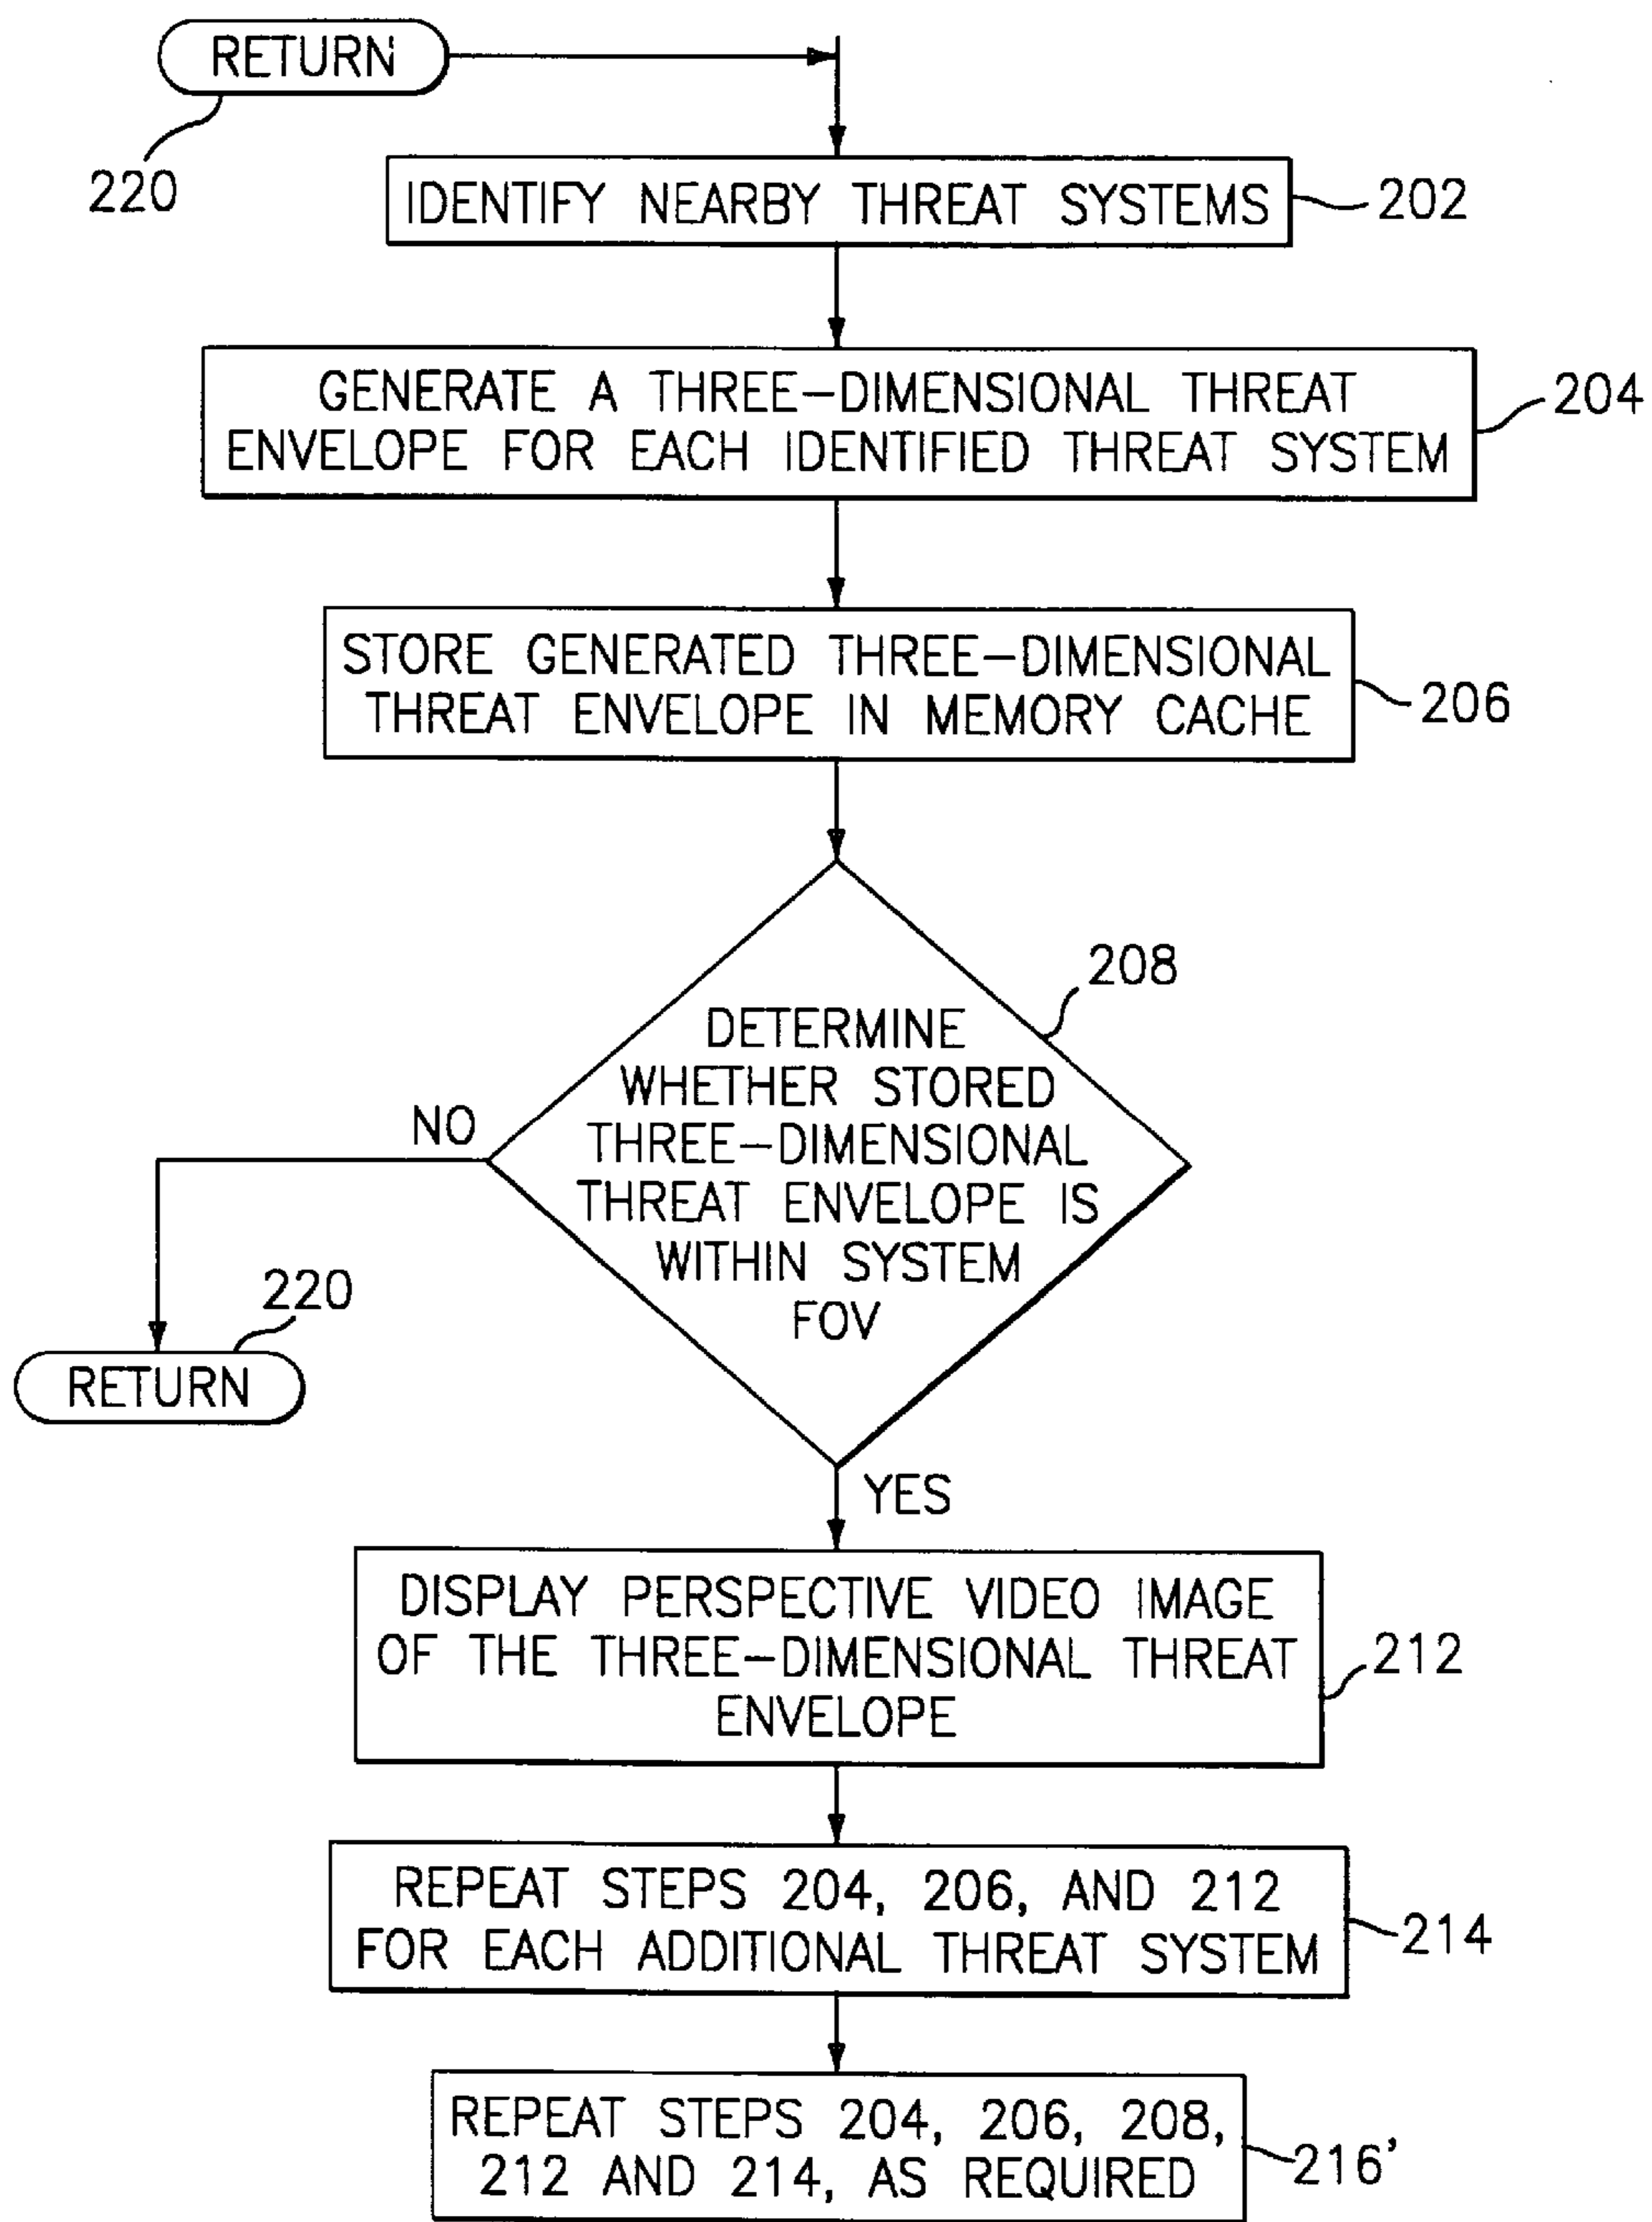 RETURN
220
IDENTIFY NEARBY THREAT SYSTEMS
202
GENERATE A THREE-DIMENSIONAL THREAT
ENVELOPE FOR EACH IDENTIFIED THREAT SYSTEM
204
STORE GENERATED THREE-DIMENSIONAL
THREAT ENVELOPE IN MEMORY CACHE
206
208
DETERMINE
WHETHER STORED
THREE-DIMENSIONAL
THREAT ENVELOPE IS
WITHIN SYSTEM
FOV
NO
220
RETURN
YES
DISPLAY PERSPECTIVE VIDEO IMAGE
OF THE THREE-DIMENSIONAL THREAT
ENVELOPE
212
REPEAT STEPS 204, 206, AND 212
FOR EACH ADDITIONAL THREAT SYSTEM
214
REPEAT STEPS 204, 206, 208,
212 AND 214, AS REQUIRED
216'